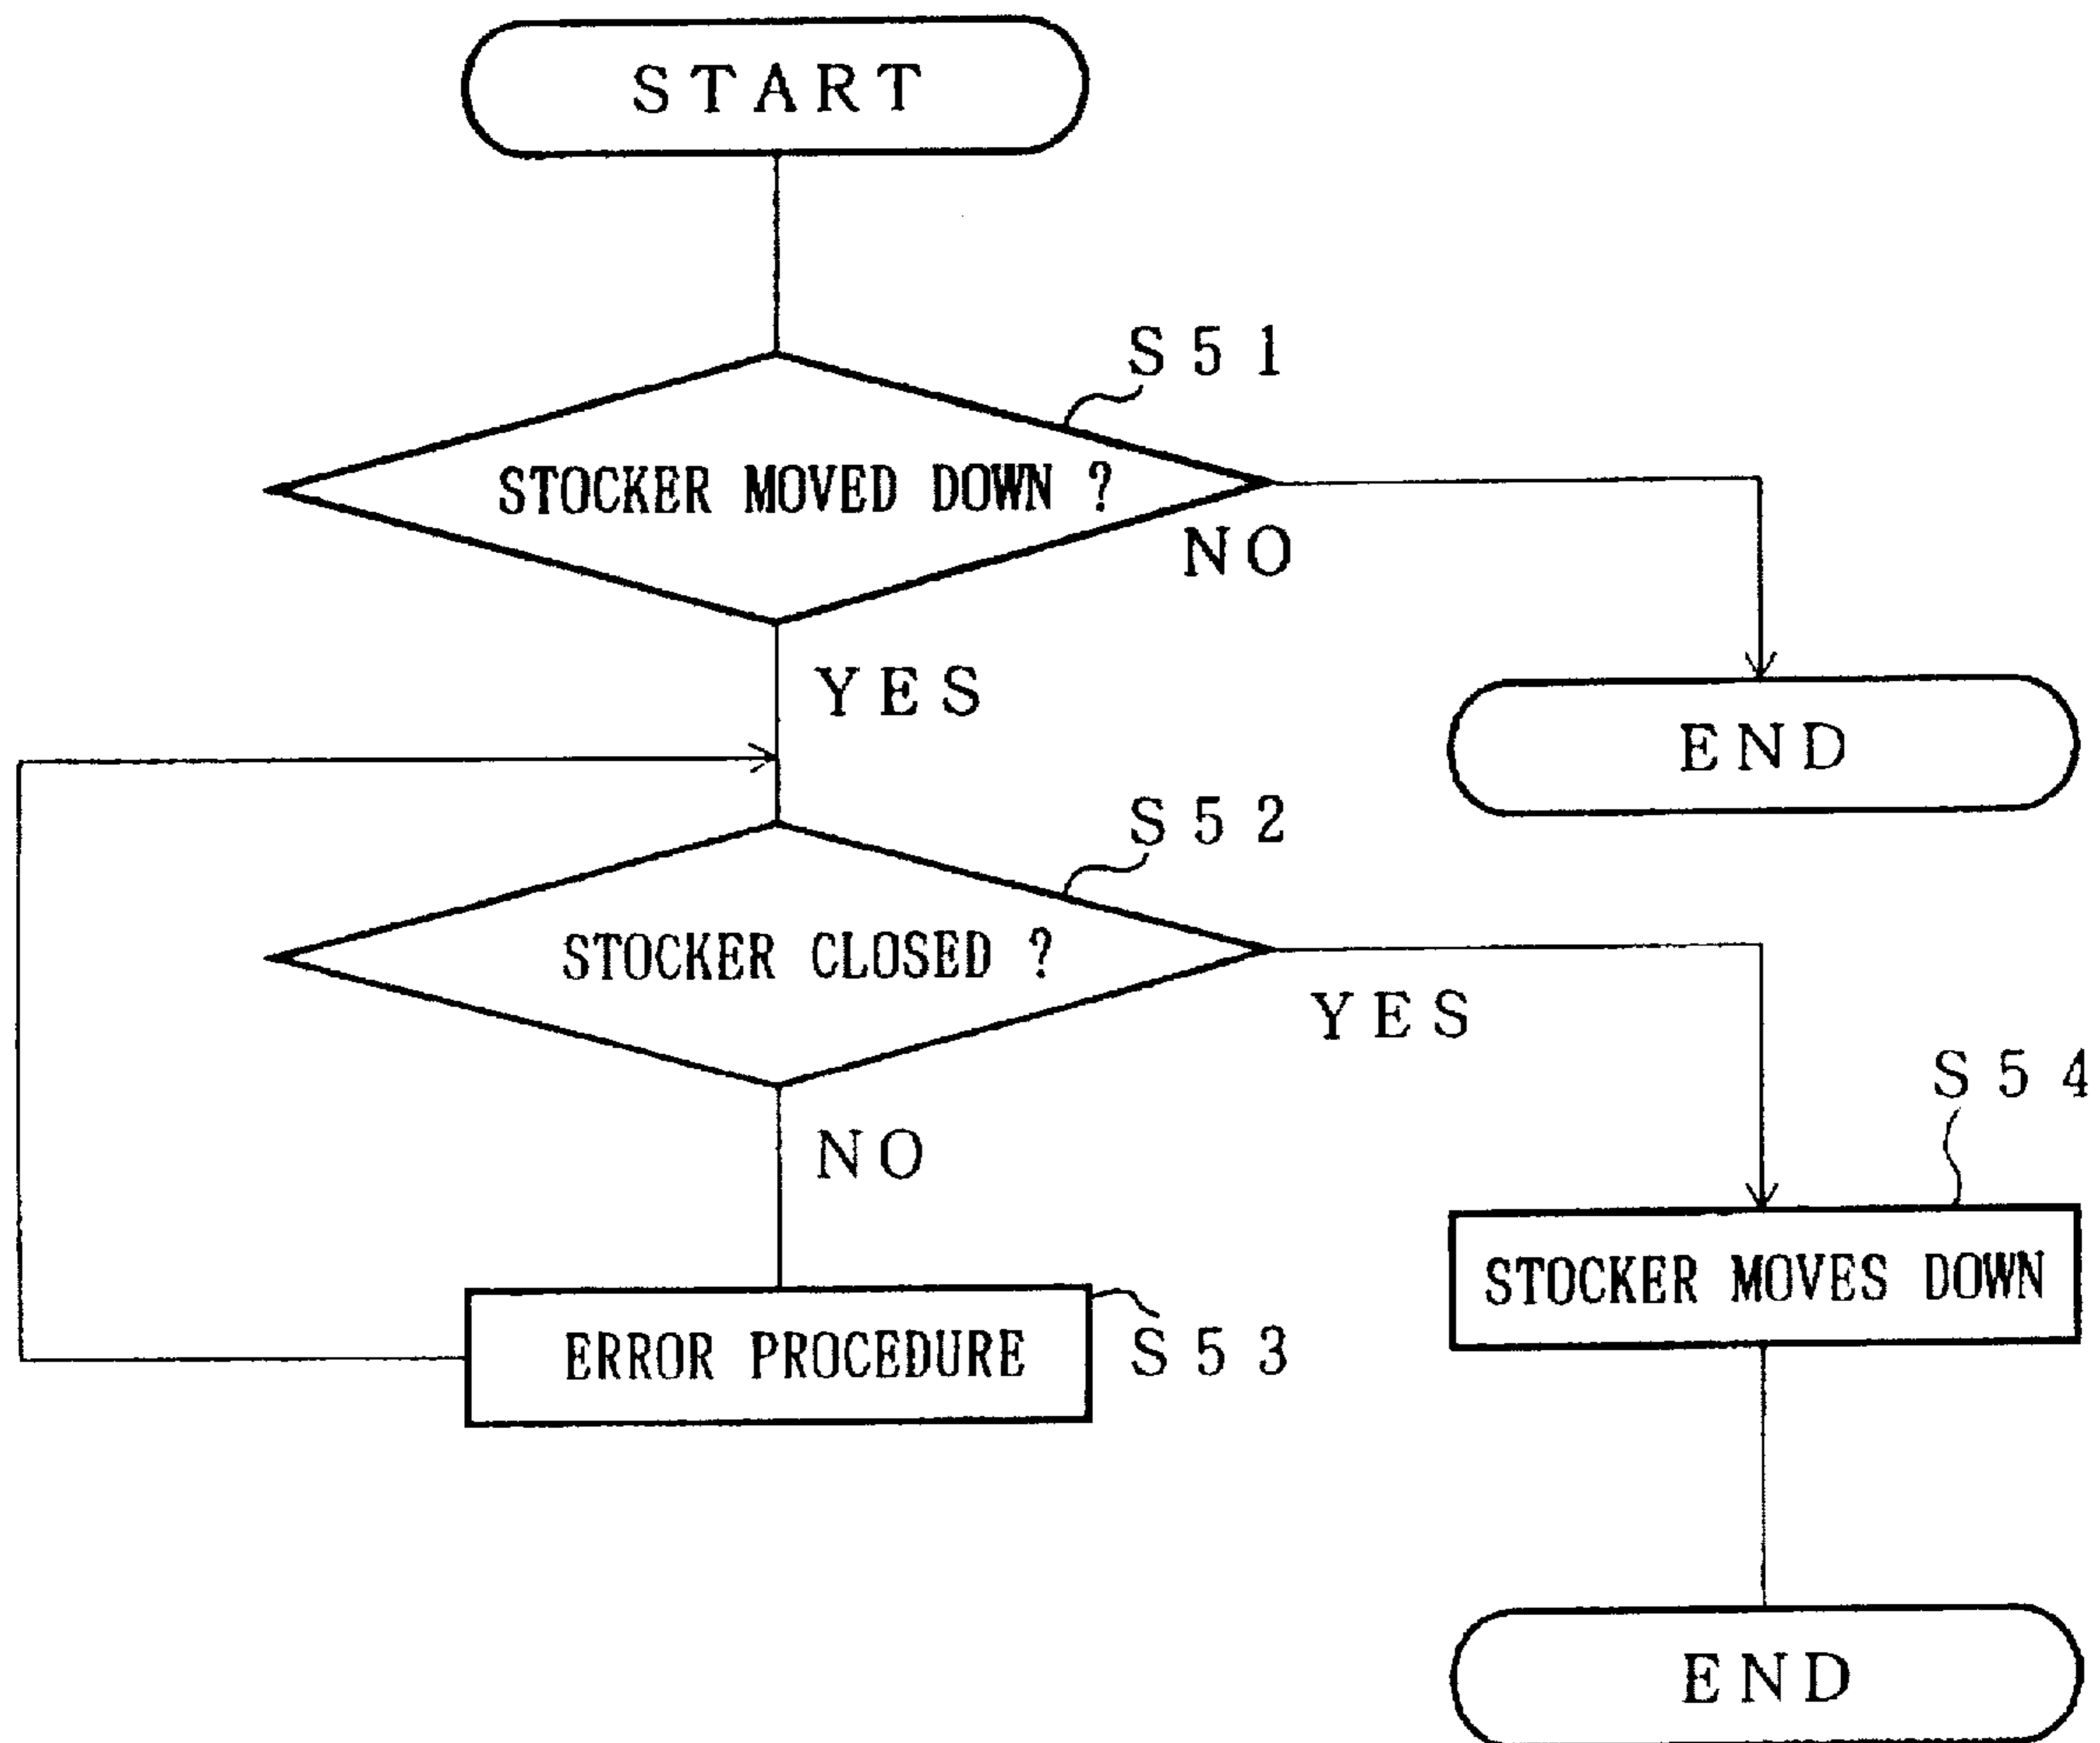 START
S51
STOCKER MOVED DOWN ?
NO
YES
END
S52
STOCKER CLOSED ?
YES
S54
NO
STOCKER MOVES DOWN
ERROR PROCEDURE
S53
END